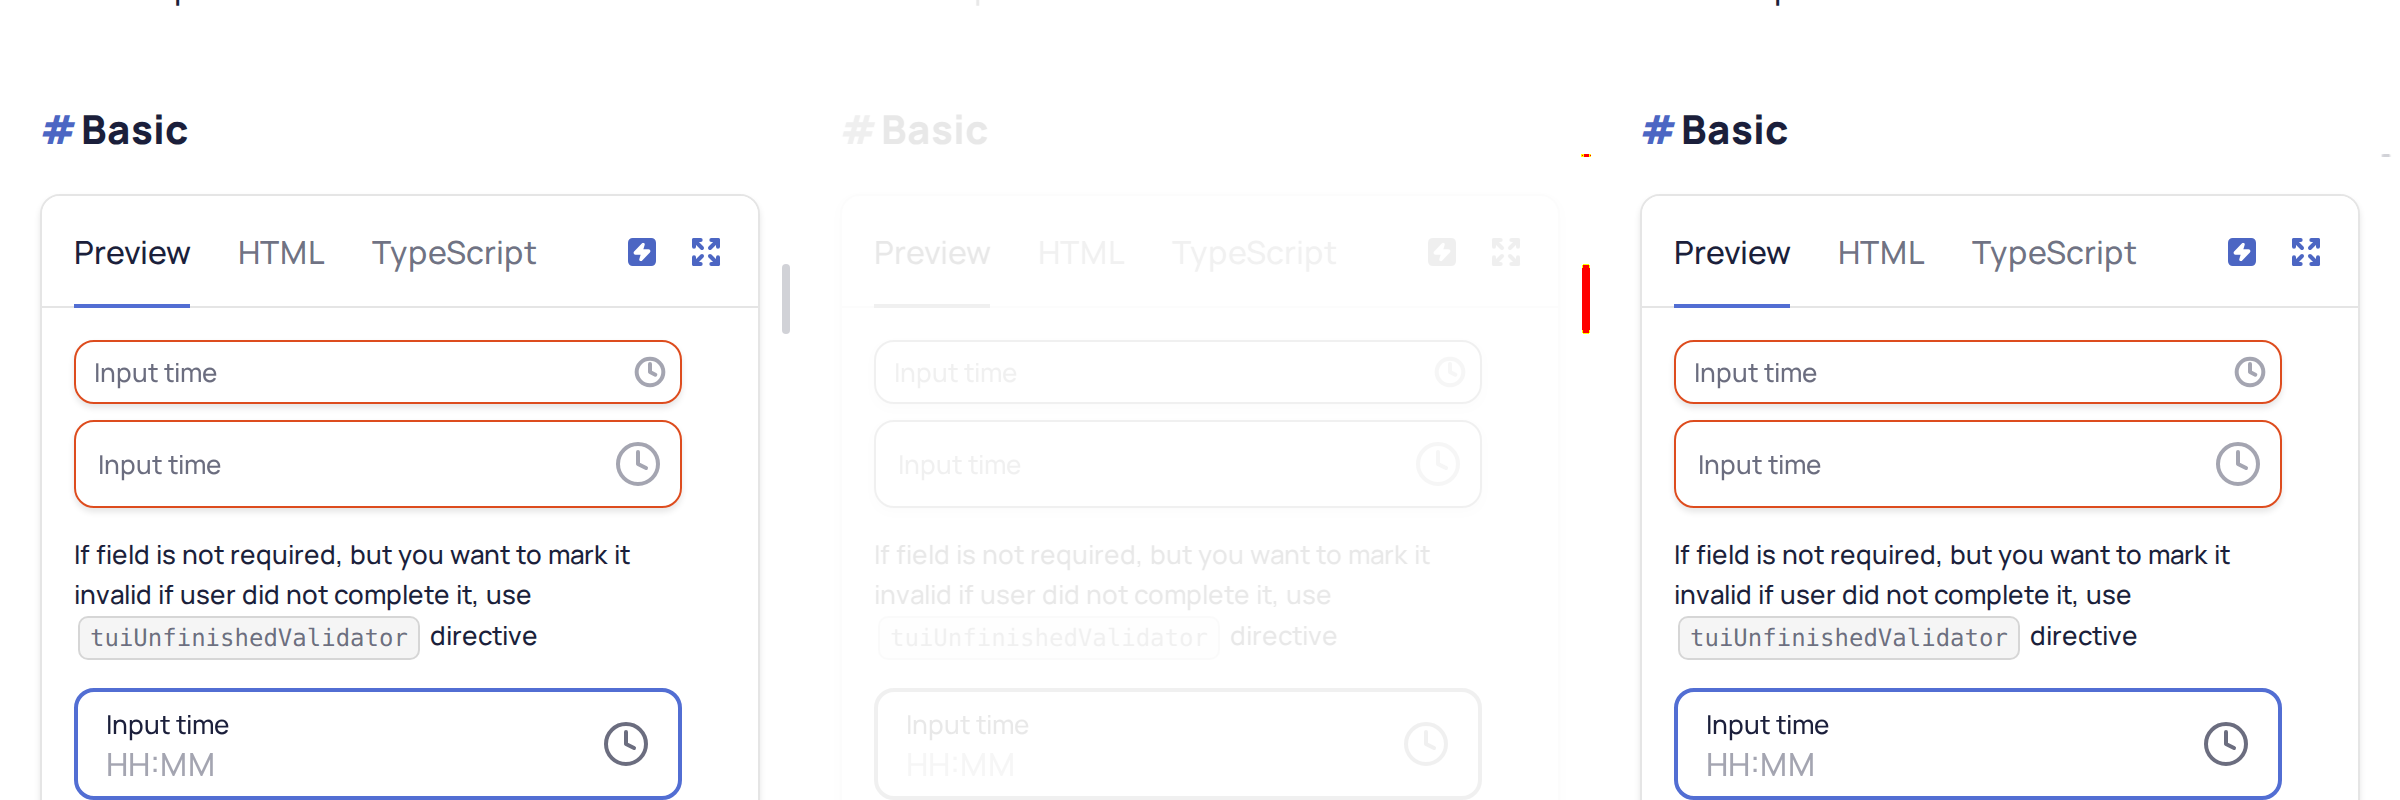 # Basic
Preview HTML TypeScript
Input time
Input time
If field is not required, but you want to mark it
invalid if user did not complete it, use
tuiUnfinishedValidator directive
Input time
HH:MM
# Basic
Preview HTML TypeScript
Input time
Input time
If field is not required, but you want to mark it
invalid if user did not complete it, use
tuiUnfinishedValidator directive
Input time
HH:MM
# Basic
Preview HTML TypeScript
Input time
Input time
If field is not required, but you want to mark it
invalid if user did not complete it, use
tuiUnfinishedValidator directive
Input time
HH:MM